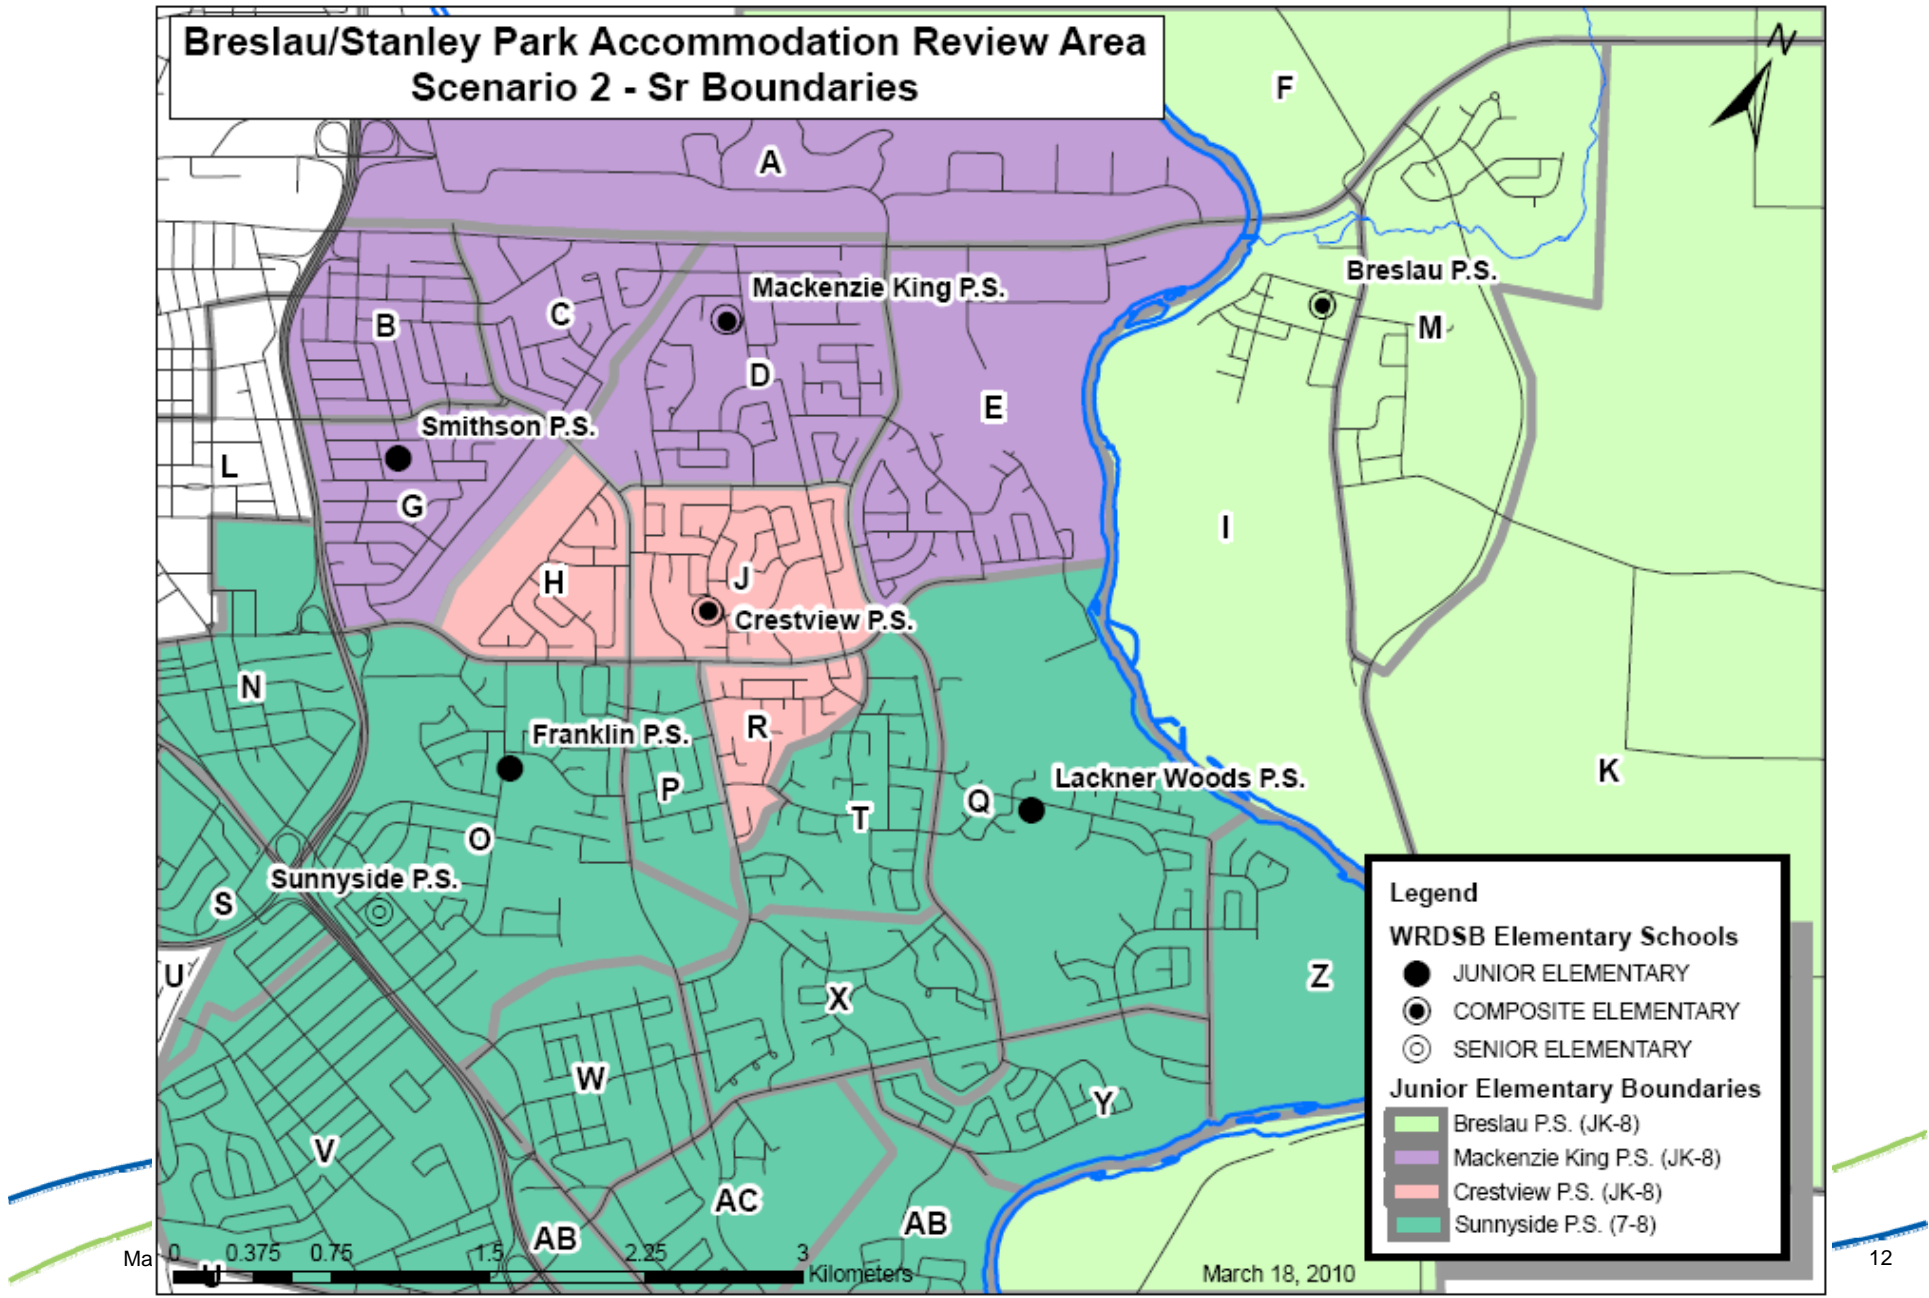 Breslau/Stanley Park Accommodation Review Area
Scenario 2 - Sr Boundaries
N
F
A
Breslau P.S.
Mackenzie King P.S.
B
C
M
D
E
Smithson P.S.
L
G
I
H
J
Crestview P.S.
N
R
Franklin P.S.
K
P
Lackner Woods P.S.
Q
T
O
Sunnyside P.S.
S
U
Z
X
W
Y
V
AC
AB
AB
U
Legend
WRDSB Elementary Schools
JUNIOR ELEMENTARY
COMPOSITE ELEMENTARY
SENIOR ELEMENTARY
Junior Elementary Boundaries
Breslau P.S. (JK-8)
Mackenzie King P.S. (JK-8)
Crestview P.S. (JK-8)
Sunnyside P.S. (7-8)
0 0.375 0.75 1.5 2.25 3
Kilometers
March 18, 2010
Ma
12